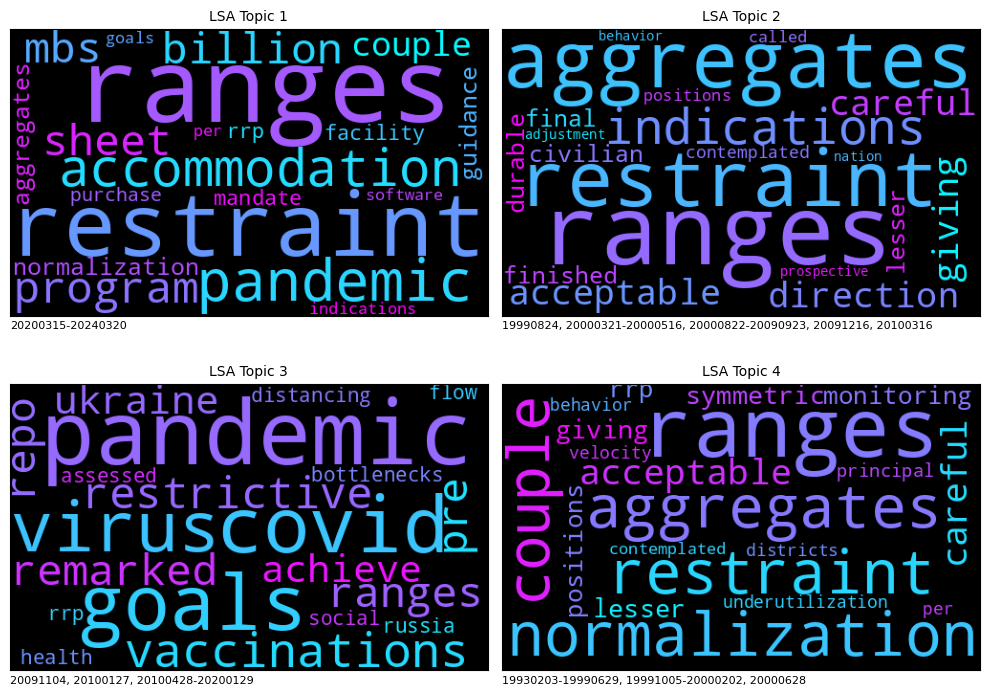 LSA Topic 1
mbs goals billion couple
ranges
aggregates sheet per rrp facility guidance
accommodation
purchase mandate software
restraint
normalization pandemic
program
indications
20200315-20240320
LSA Topic 2
behavior called
aggregates
positions careful
final indications
adjustment
durable civilian contemplated nation
restraint
ranges lesser giving
finished prospective
acceptable direction
19990824, 20000321-20000516, 20000822-20090923, 20091216, 20100316
LSA Topic 3
repo ukraine distancing flow
pandemic
assessed bottlenecks
restrictive pre
virus covid
remarked achieve
goals ranges
rrp social russia
health vaccinations
20091104, 20100127, 20100428-20200129
LSA Topic 4
couple rrp symmetric monitoring
behavior ranges
giving
velocity
acceptable principal careful
positions aggregates
contemplated districts
restraint
lesser underutilization per
normalization
19930203-19990629, 19991005-20000202, 20000628